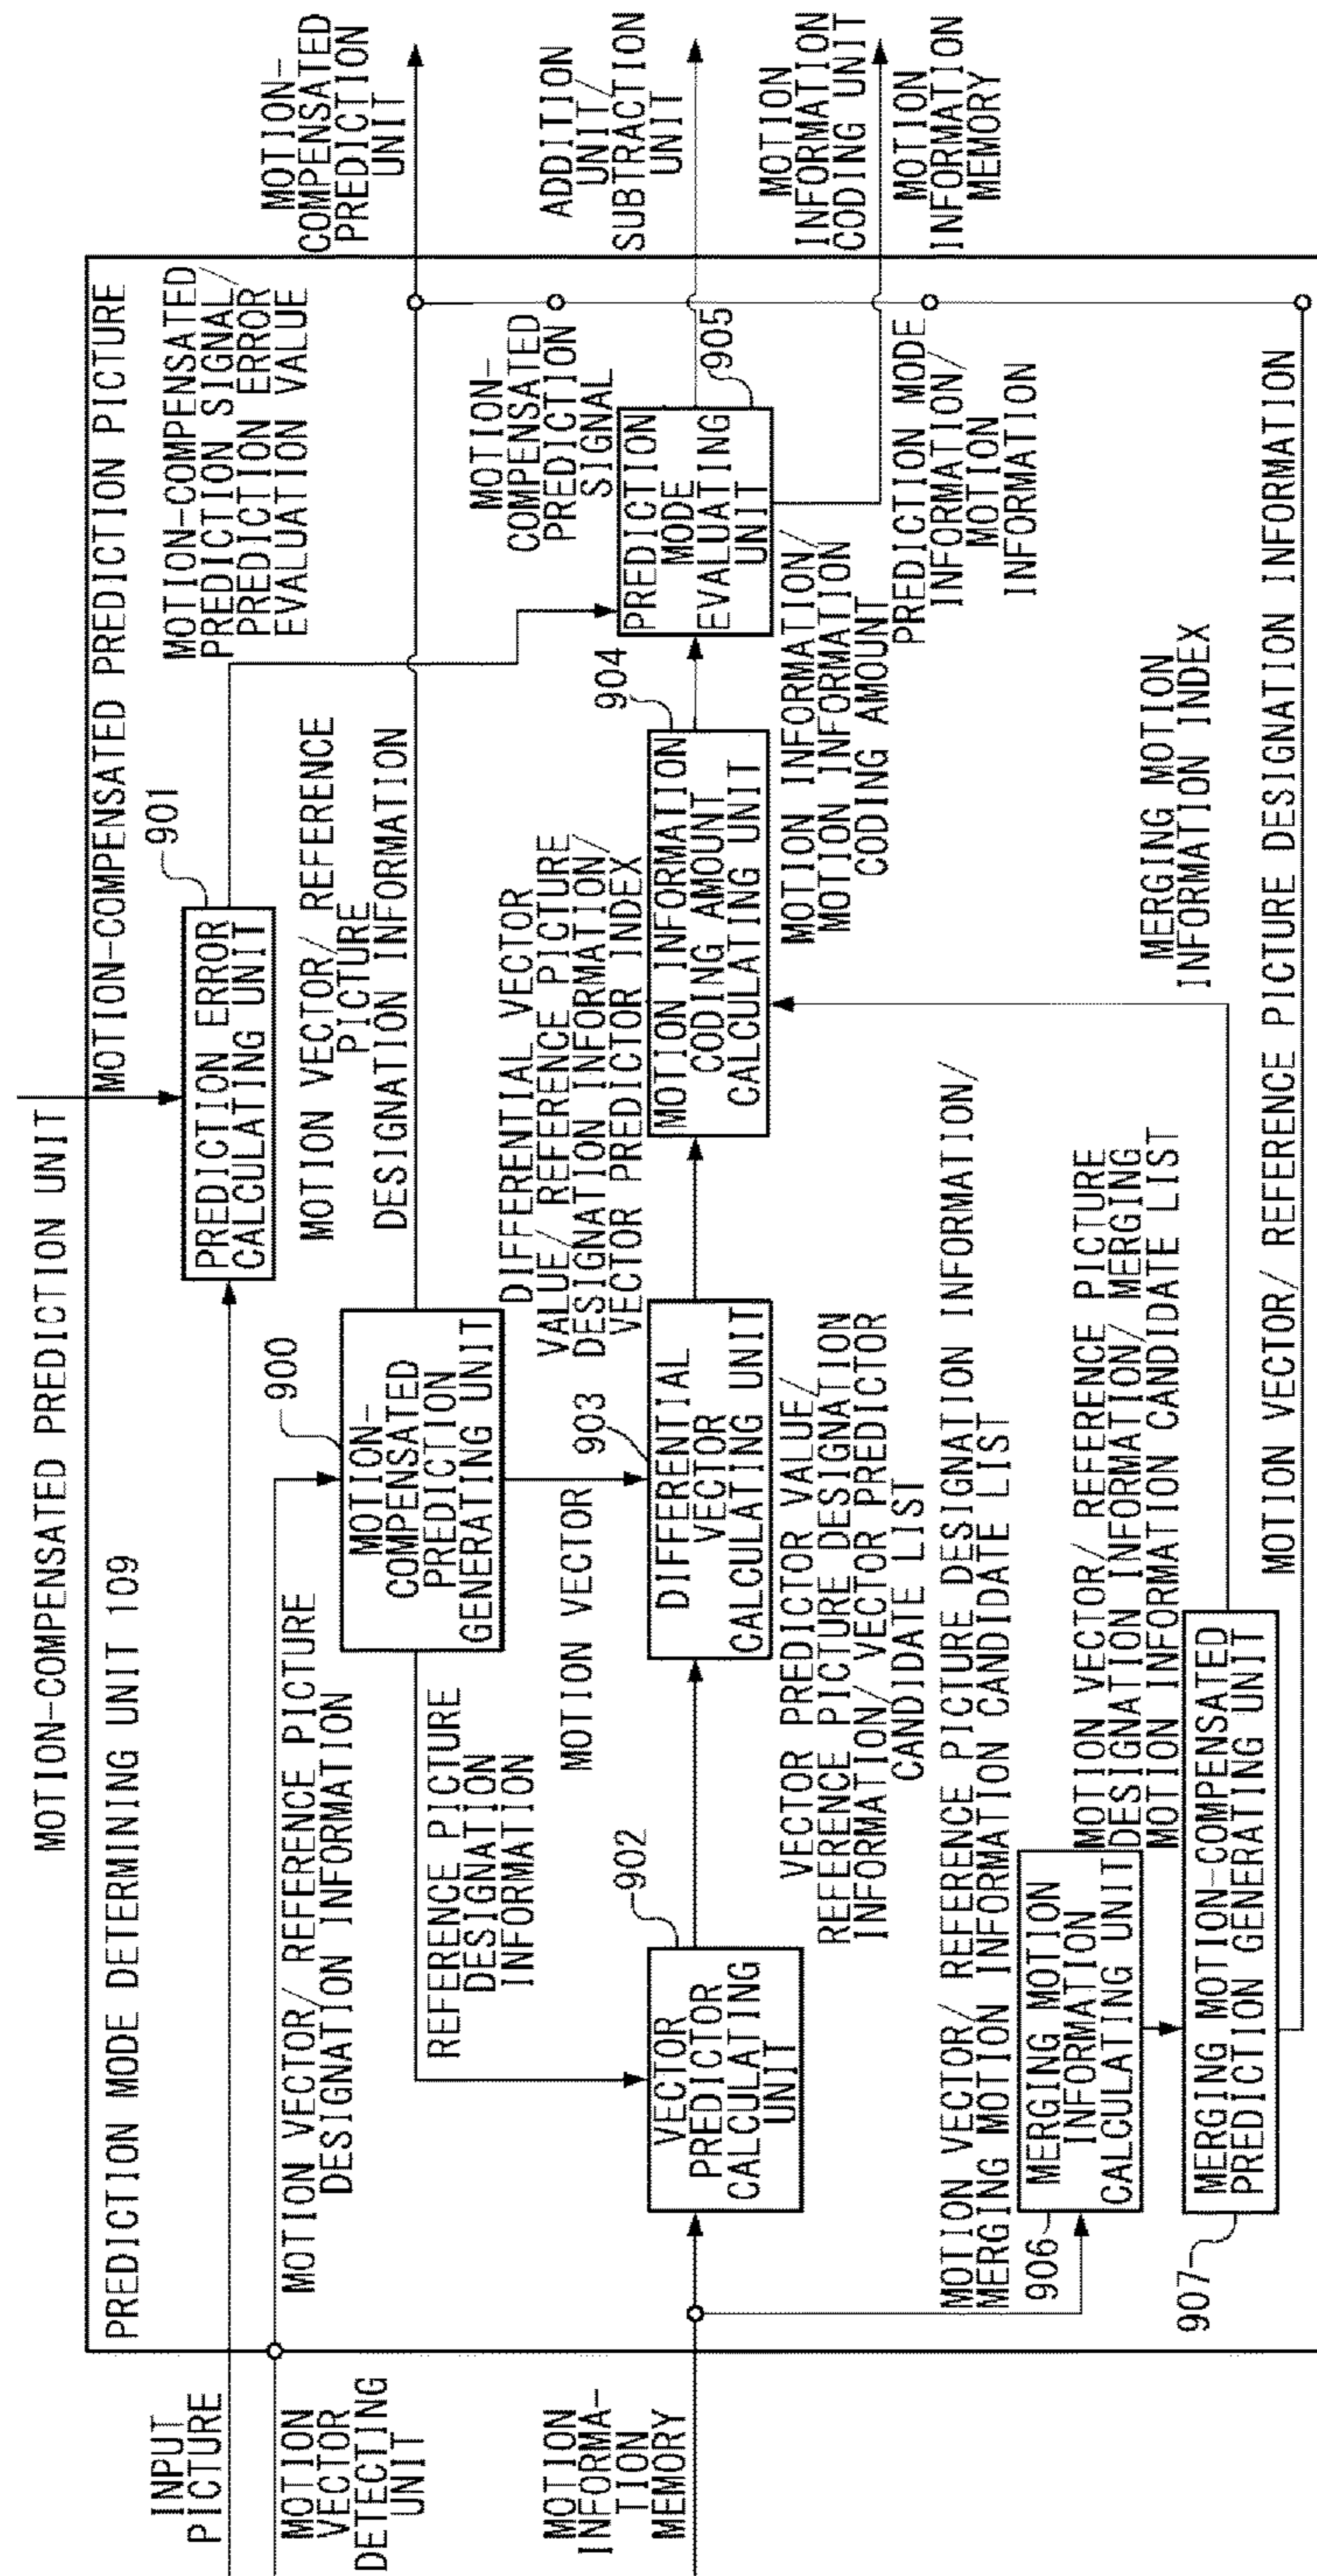 MOTION-COMPENSATED PREDICTION UNIT
PREDICTION MODE DETERMINING UNIT 109
MOTION-COMPENSATED PREDICTION PICTURE
INPUT
PICTURE
901
PREDICTION ERROR
CALCULATING UNIT
MOTION-COMPENSATED/
PREDICTION SIGNAL/
PREDICTION ERROR
EVALUATION VALUE
MOTION
VECTOR
DETECTING
UNIT
MOTION VECTOR/ REFERENCE PICTURE
DESIGNATION INFORMATION
900
MOTION-
COMPENSATED
PREDICTION
GENERATING UNIT
MOTION VECTOR/ REFERENCE
PICTURE
DESIGNATION INFORMATION
MOTION-
COMPENSATED
PREDICTION
UNIT
REFERENCE PICTURE
DESIGNATION
INFORMATION
MOTION VECTOR
MOTION
INFORMA-
TION
MEMORY
902
VECTOR
PREDICTOR
CALCULATING
UNIT
903
DIFFERENTIAL
VECTOR
CALCULATING UNIT
DIFFERENTIAL VECTOR
VALUE/ REFERENCE PICTURE/
DESIGNATION INFORMATION/
VECTOR PREDICTOR INDEX
904
MOTION INFORMATION
CODING AMOUNT
CALCULATING UNIT
MOTION-
COMPENSATED
PREDICTION
SIGNAL
905
PREDICTION
MODE
EVALUATING
UNIT
ADDITION
UNIT/
SUBTRACTION
UNIT
MOTION
INFORMATION
CODING UNIT
MOTION
INFORMATION
MEMORY
VECTOR PREDICTOR VALUE/
REFERENCE PICTURE DESIGNATION
INFORMATION/ VECTOR PREDICTOR
CANDIDATE LIST
MOTION INFORMATION/
MOTION INFORMATION
CODING AMOUNT
PREDICTION MODE
INFORMATION/
MOTION
INFORMATION
MOTION VECTOR/ REFERENCE PICTURE DESIGNATION INFORMATION/
MERGING MOTION INFORMATION CANDIDATE LIST
906
MERGING MOTION
INFORMATION
CALCULATING UNIT
MOTION VECTOR/ REFERENCE PICTURE
DESIGNATION INFORMATION/ MERGING
MOTION INFORMATION CANDIDATE LIST
MERGING MOTION
INFORMATION INDEX
907
MERGING MOTION-COMPENSATED
PREDICTION GENERATING UNIT
MOTION VECTOR/ REFERENCE PICTURE DESIGNATION INFORMATION